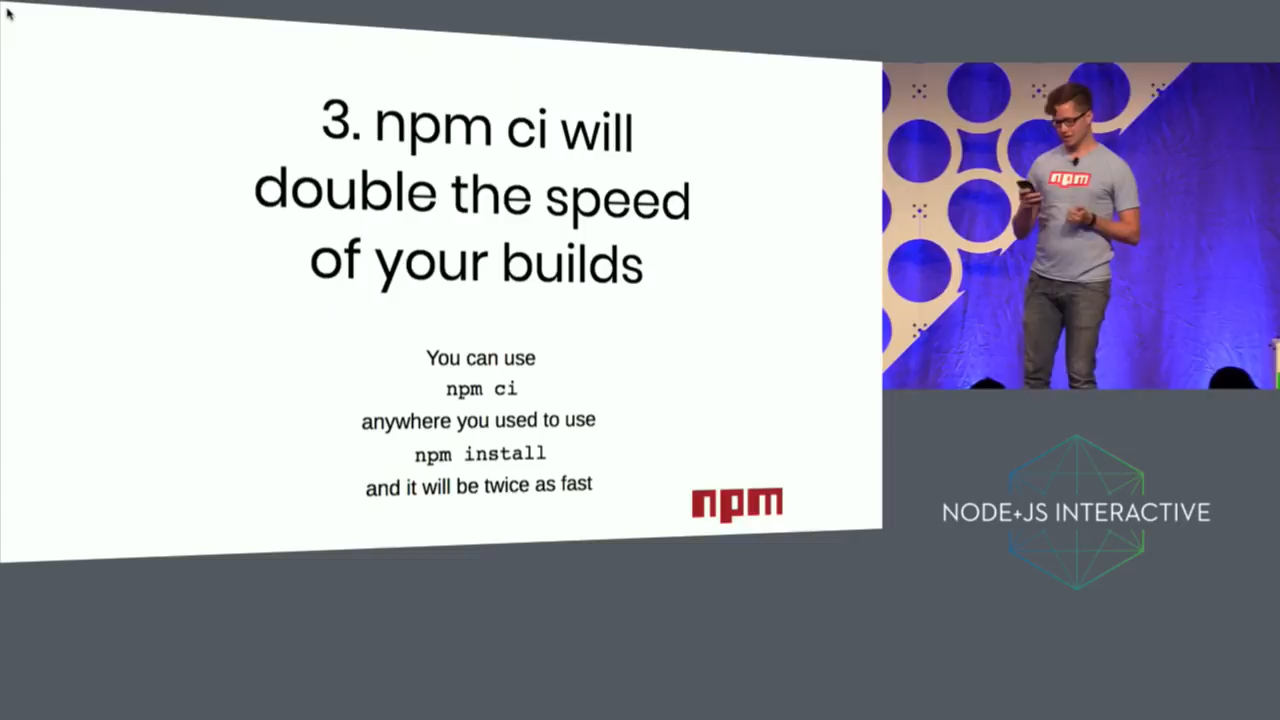 3. npm ci will
double the speed
of your builds
You can use
npm ci
anywhere you used to use
npm install
and it will be twice as fast
npm
npm
NODE+JS INTERACTIVE